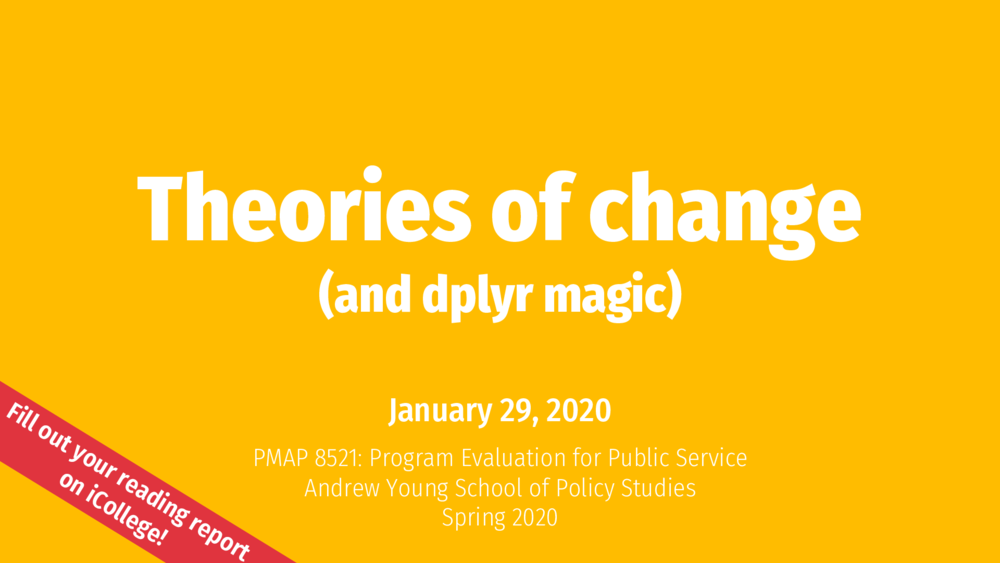 Theories of change
(and dplyr magic)
January 29, 2020
PMAP 8521: Program Evaluation for Public Service
Andrew Young School of Policy Studies
Spring 2020
Fill out your reading report
on iCollege!